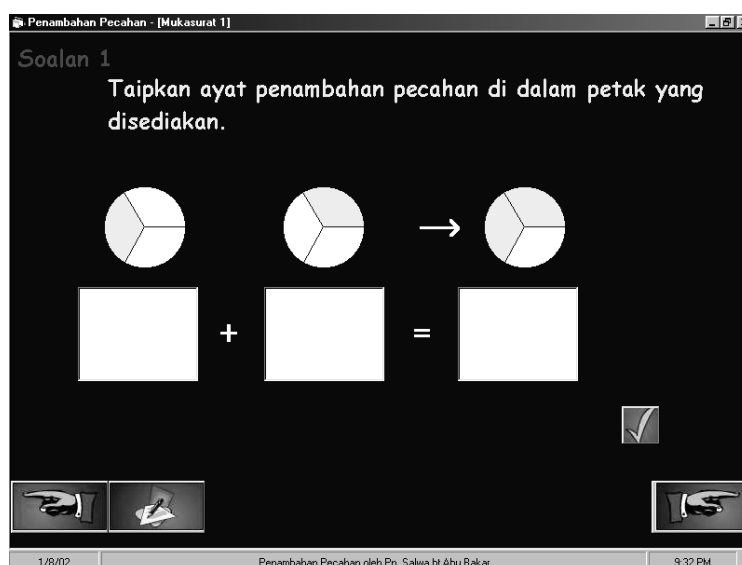 Penambahan Pecahan - [Mukasurat 1]
Soalan 1
Taipkan ayat penambahan pecahan di dalam petak yang
disediakan.
→
+ =
1/8/02 Penambahan Pecahan oleh Pn. Salwa bt Abu Bakar 9:32 PM